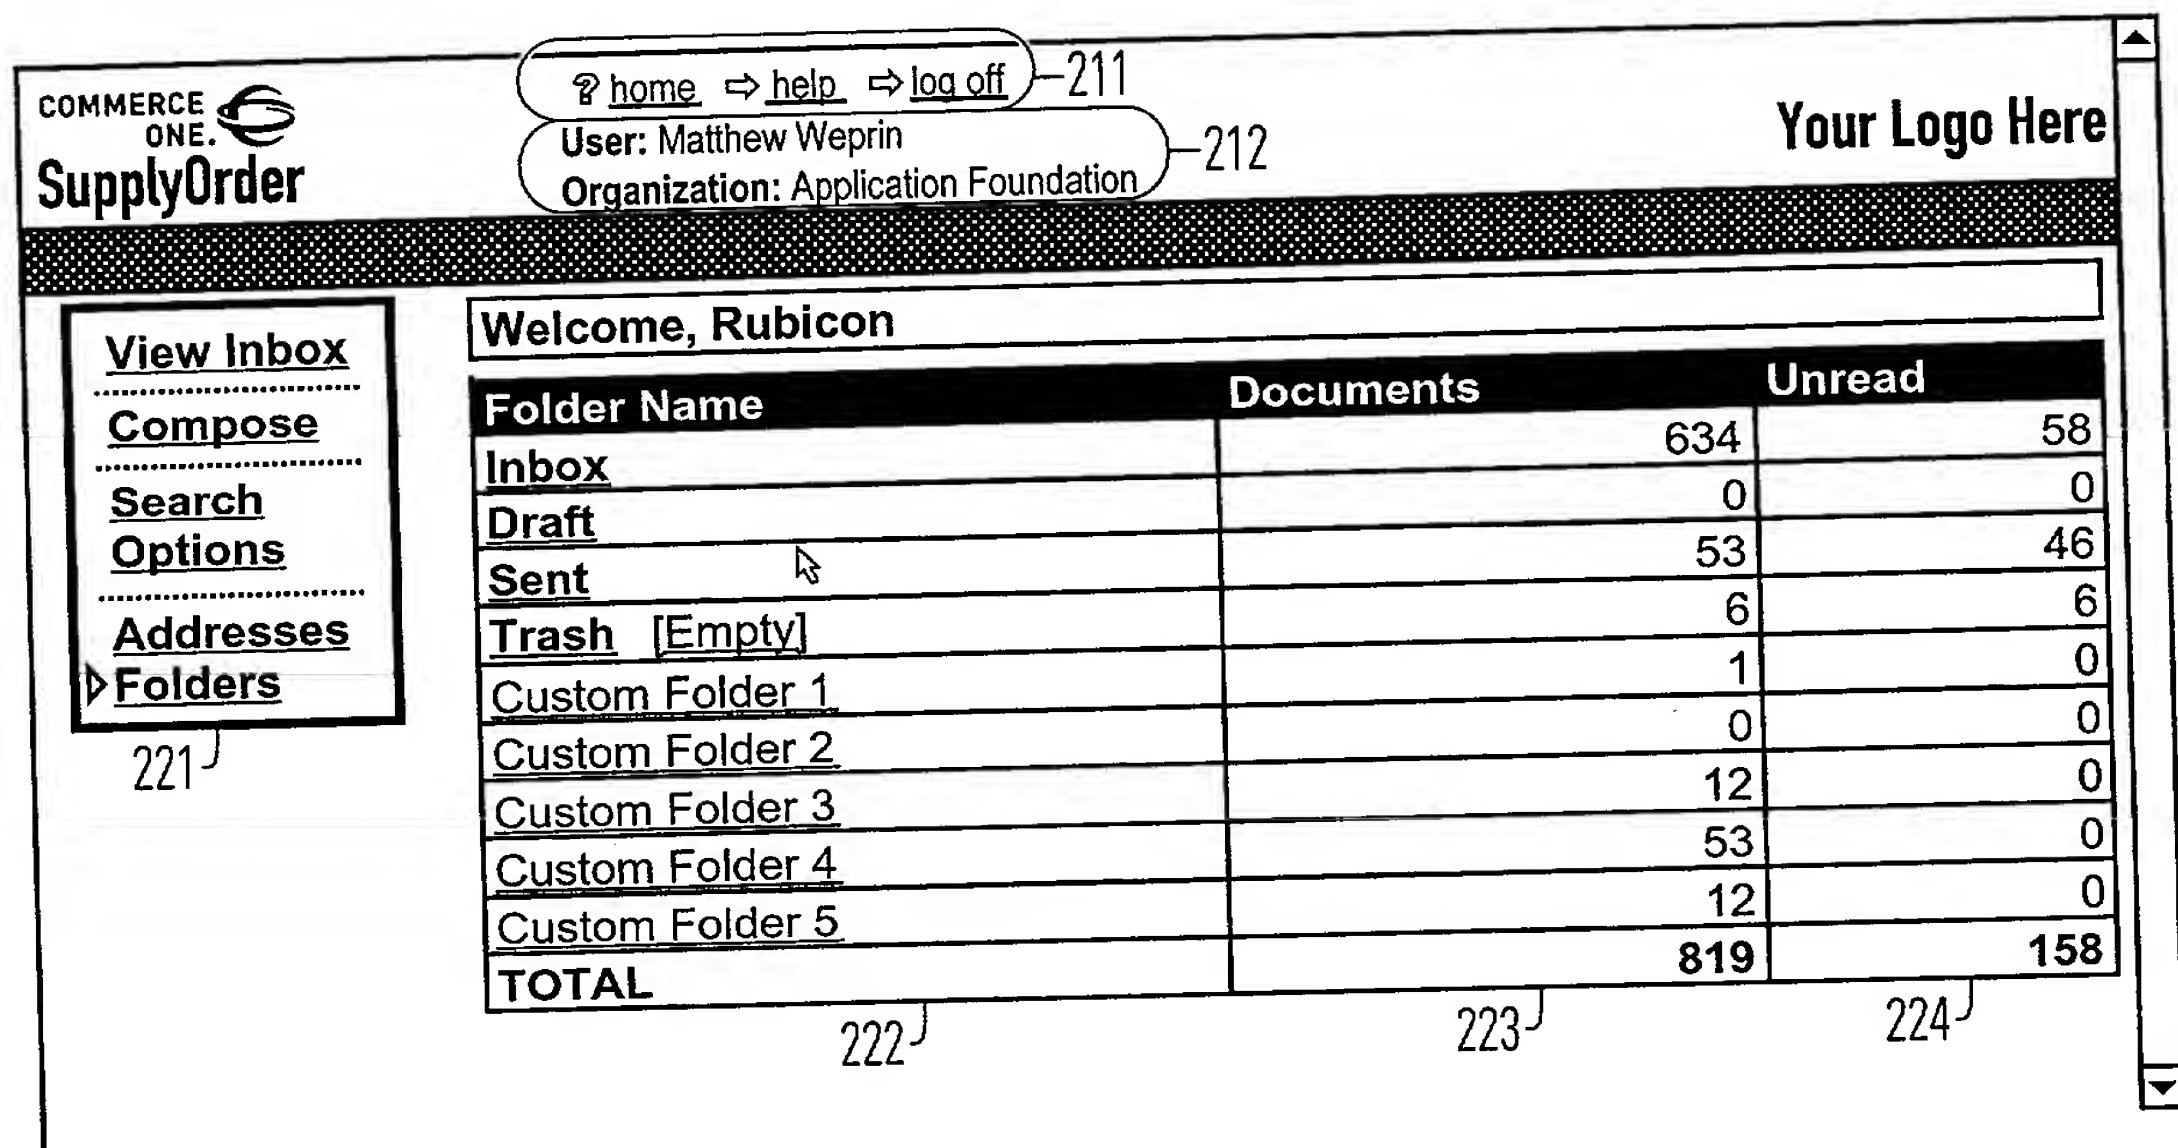 ? home ⇨ help ⇨ log off 211
COMMERCE
ONE.
SupplyOrder
User: Matthew Weprin
Organization: Application Foundation
212
Your Logo Here
View Inbox
Compose
Search
Options
Addresses
Folders
221
Welcome, Rubicon
Folder Name Documents Unread
Inbox 634 58
Draft 0 0
Sent 53 46
Trash [Empty] 6 6
Custom Folder 1 1 0
Custom Folder 2 0 0
Custom Folder 3 12 0
Custom Folder 4 53 0
Custom Folder 5 12 0
TOTAL 819 158
222 223 224